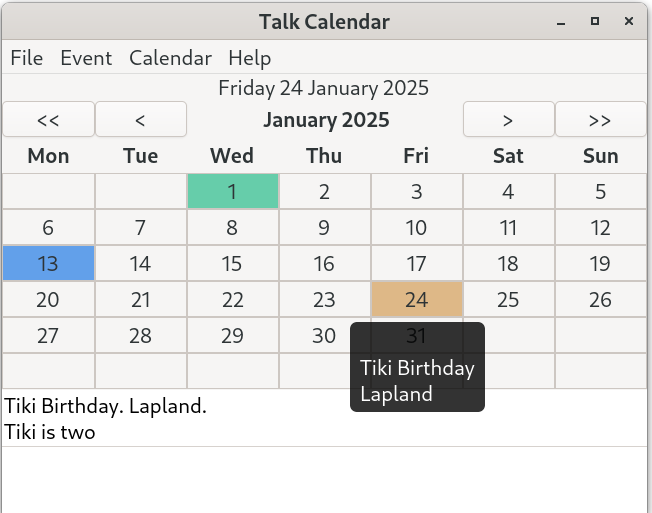 Talk Calendar
File Event Calendar Help
Friday 24 January 2025
<< < January 2025 > >>
Mon Tue Wed Thu Fri Sat Sun
1 2 3 4 5
6 7 8 9 10 11 12
13 14 15 16 17 18 19
20 21 22 23 24 25 26
27 28 29 30 31
Tiki Birthday
Lapland
Tiki Birthday. Lapland.
Tiki is two